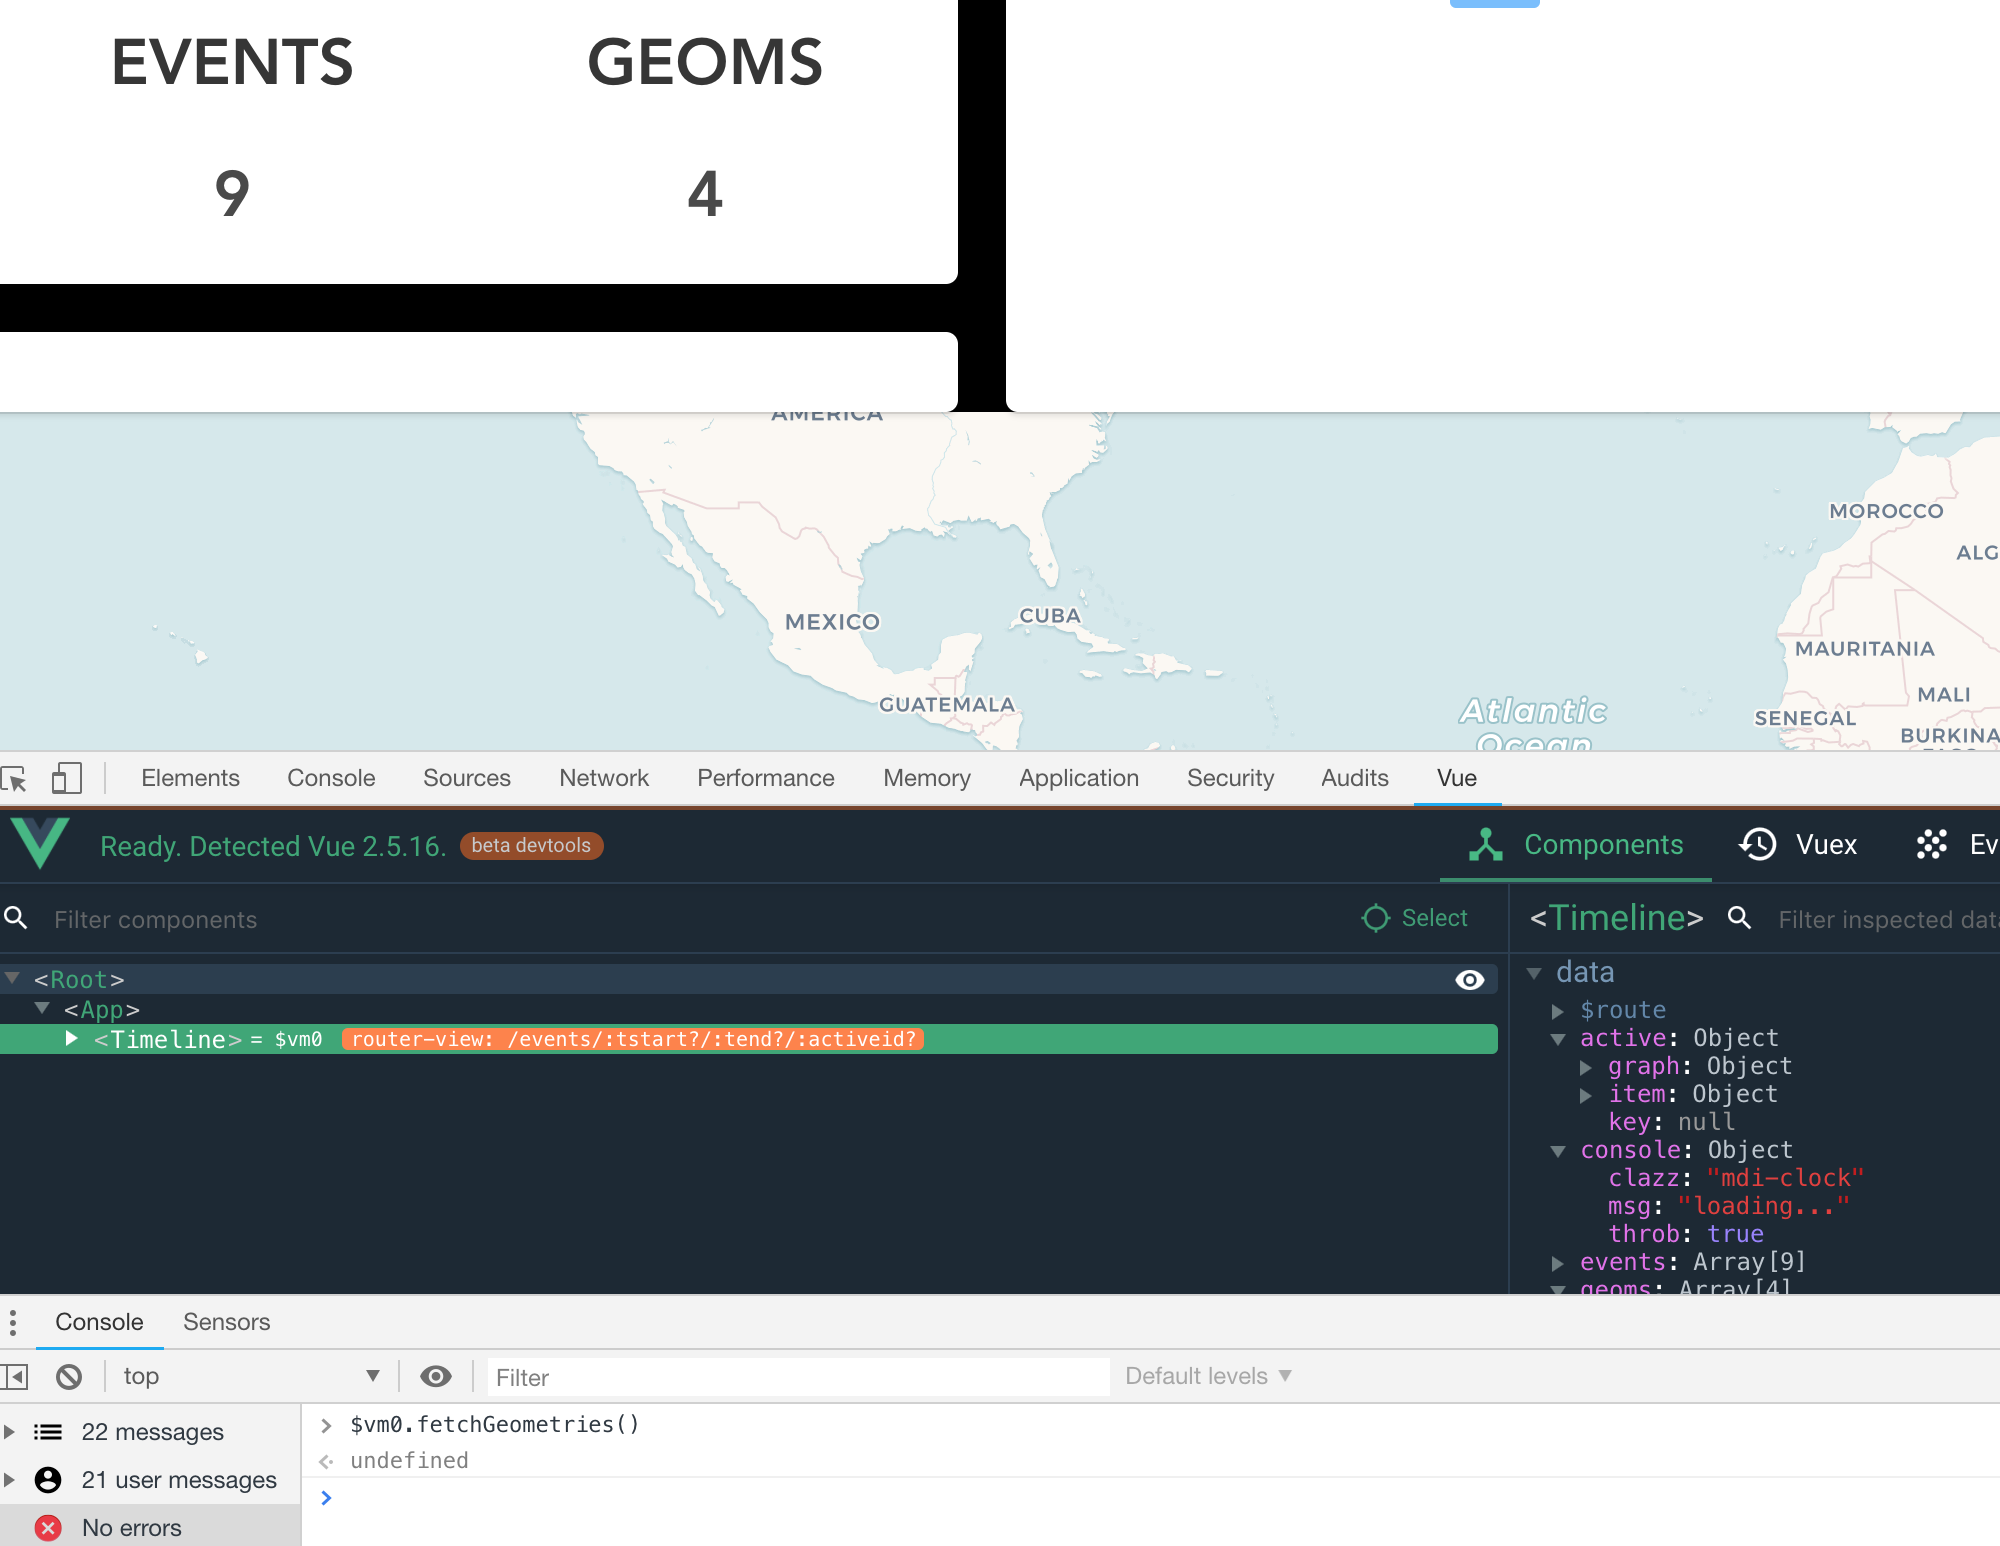 EVENTS GEOMS
9 4
AMERICA
MOROCCO
ALG
MEXICO
CUBA
MAURITANIA
GUATEMALA
MALI
Atlantic
SENEGAL
Ocean
BURKINA
Elements Console Sources Network Performance Memory Application Security Audits Vue
Ready. Detected Vue 2.5.16. beta devtools Components Vuex Ev
Filter components Select <Timeline> Filter inspected data
<Root>
<App>
<Timeline> = $vm0 router-view: /events/:tstart?/:tend?/:activeid?
data
$route
active: Object
graph: Object
item: Object
key: null
console: Object
clazz: "mdi-clock"
msg: "loading..."
throb: true
events: Array[9]
geoms: Array[4]
Console Sensors
top Filter Default levels
22 messages
21 user messages
No errors
$vm0.fetchGeometries()
undefined